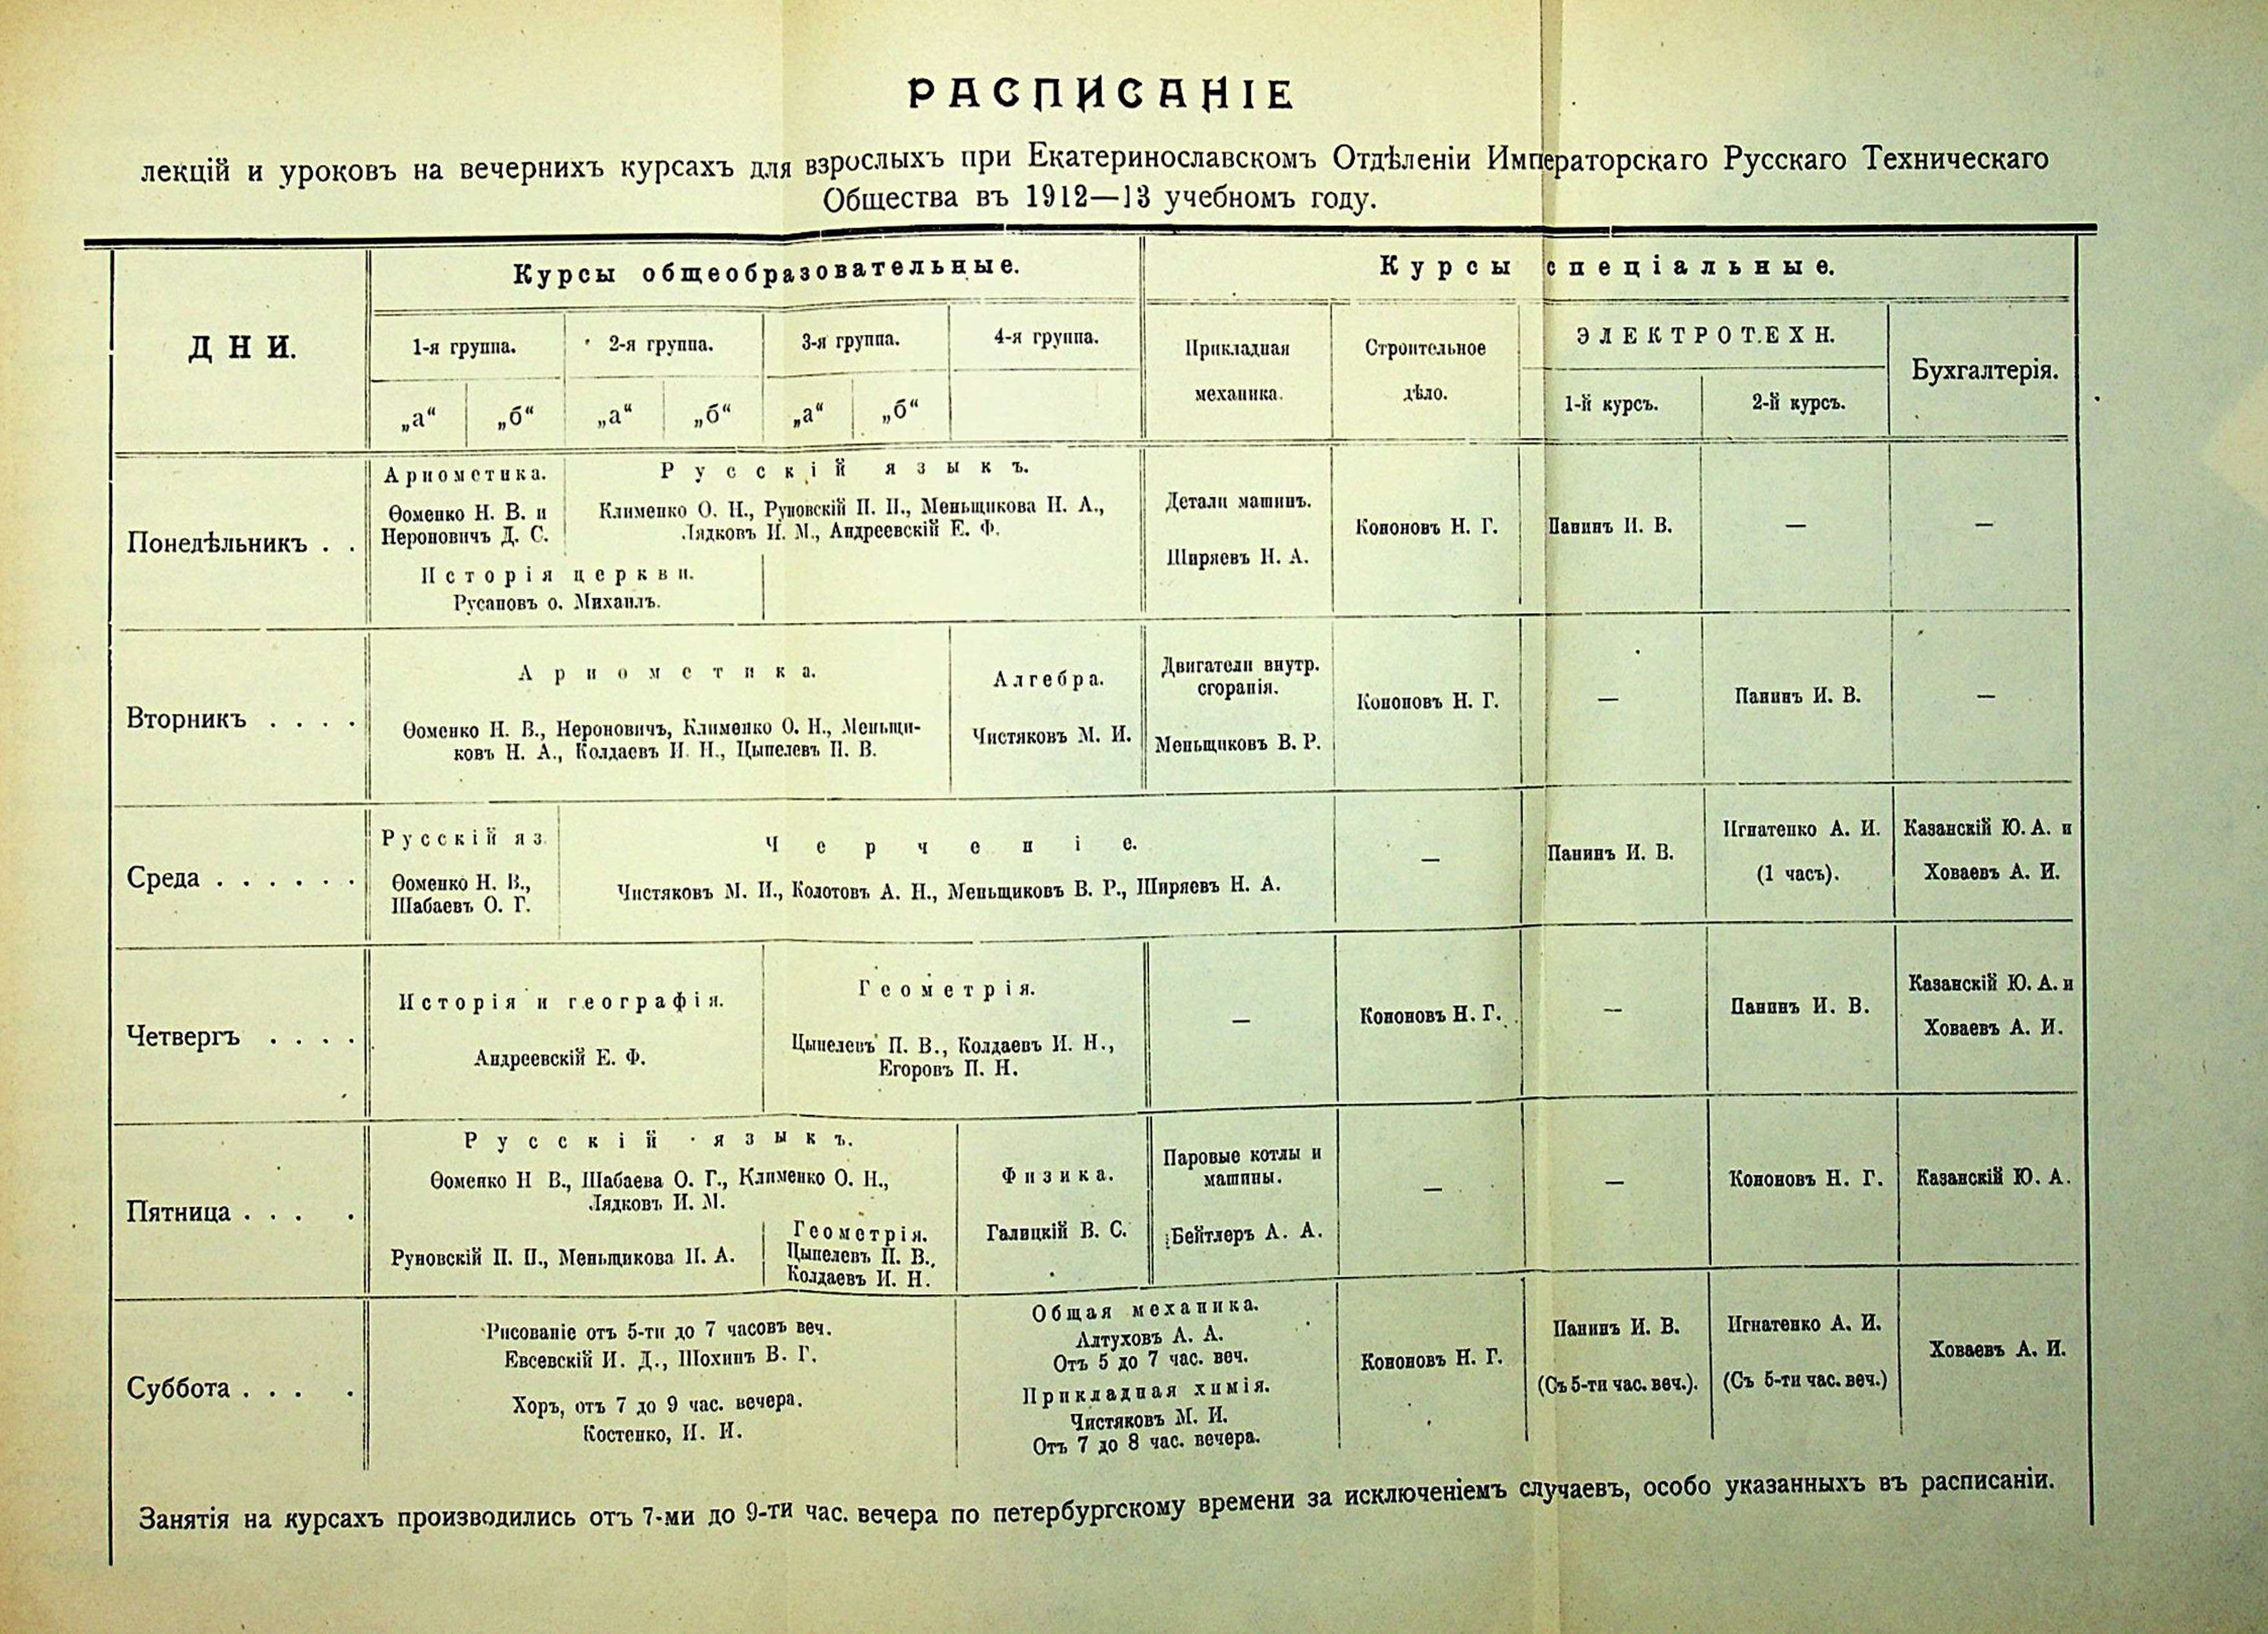 РАСПИСАНІЕ
лекцій и уроковъ на вечернихъ курсахъ для взрослыхъ при Екатеринославскомъ Отдѣленіи Императорскаго Русскаго Техническаго
Общества въ 1912—13 учебномъ году.
ДНИ.
Курсы общеобразовательные.
Курсы спеціальные.
1-я группа.
2-я группа.
3-я группа.
4-я группа.
Прикладная
механика.
Строительное
дѣло.
ЭЛЕКТРОТЕХН.
Бухгалтерія.
„а“
„б“
„а“
„б“
„а“
„б“
1-й курсъ.
2-й курсъ.
Понедѣльникъ . .
Ариѳметика.
Ѳоменко Н. В. и
Нероновичъ Д. С.
Русскій языкъ.
Клименко О. Н., Руновскій П. П., Меньщикова Н. А.,
Лядковъ И. М., Андреевскій Е. Ф.
Исторія церкви.
Русановъ о. Михаилъ.
Детали машинъ.
Ширяевъ Н. А.
Кононовъ Н. Г.
Панинъ И. В.
—
—
Вторникъ . . . .
Ариѳметика.
Ѳоменко Н. В., Нероновичъ, Клименко О. Н., Меньщи-
ковъ Н. А., Колдаевъ И. Н., Цыпелевъ П. В.
Алгебра.
Чистяковъ М. И.
Двигатели внутр.
сгоранія.
Меньщиковъ В. Р.
Кононовъ Н. Г.
—
Панинъ И. В.
—
Среда . . . . . .
Русскій яз
Ѳоменко Н. В.,
Шабаевъ О. Г.
Черченіе.
Чистяковъ М. И., Колотовъ А. Н., Меньщиковъ В. Р., Ширяевъ Н. А.
—
Панинъ И. В.
Игнатенко А. И.
(1 часъ).
Казанскій Ю. А. и
Ховаевъ А. И.
Четвергъ . . . .
Исторія и географія.
Андреевскій Е. Ф.
Геометрія.
Цыпелевъ П. В., Колдаевъ И. Н.,
Егоровъ П. Н.
—
Кононовъ Н. Г.
—
Панинъ И. В.
Казанскій Ю. А. и
Ховаевъ А. И.
Пятница . . . .
Русскій языкъ.
Ѳоменко Н В., Шабаева О. Г., Клименко О. Н.,
Лядковъ И. М.
Руновскій П. П., Меньщикова Н. А.
Геометрія.
Цыпелевъ П. В.,
Колдаевъ И. Н.
Физика.
Галицкій В. С.
Паровые котлы и
машины.
Бейтлеръ А. А.
—
—
Кононовъ Н. Г.
Казанскій Ю. А.
Суббота . . . .
Рисованіе отъ 5-ти до 7 часовъ веч.
Евсевскій И. Д., Шохинъ В. Г.
Хоръ, отъ 7 до 9 час. вечера.
Костенко, И. И.
Общая механика.
Алтуховъ А. А.
Отъ 5 до 7 час. веч.
Прикладная химія.
Чистяковъ М. И.
Отъ 7 до 8 час. вечера.
Кононовъ Н. Г.
Панинъ И. В.
(Съ 5-ти час. веч.).
Игнатенко А. И.
(Съ 5-ти час. веч.)
Ховаевъ А. И.
Занятія на курсахъ производились отъ 7-ми до 9-ти час. вечера по петербургскому времени за исключеніемъ случаевъ, особо указанныхъ въ расписаніи.